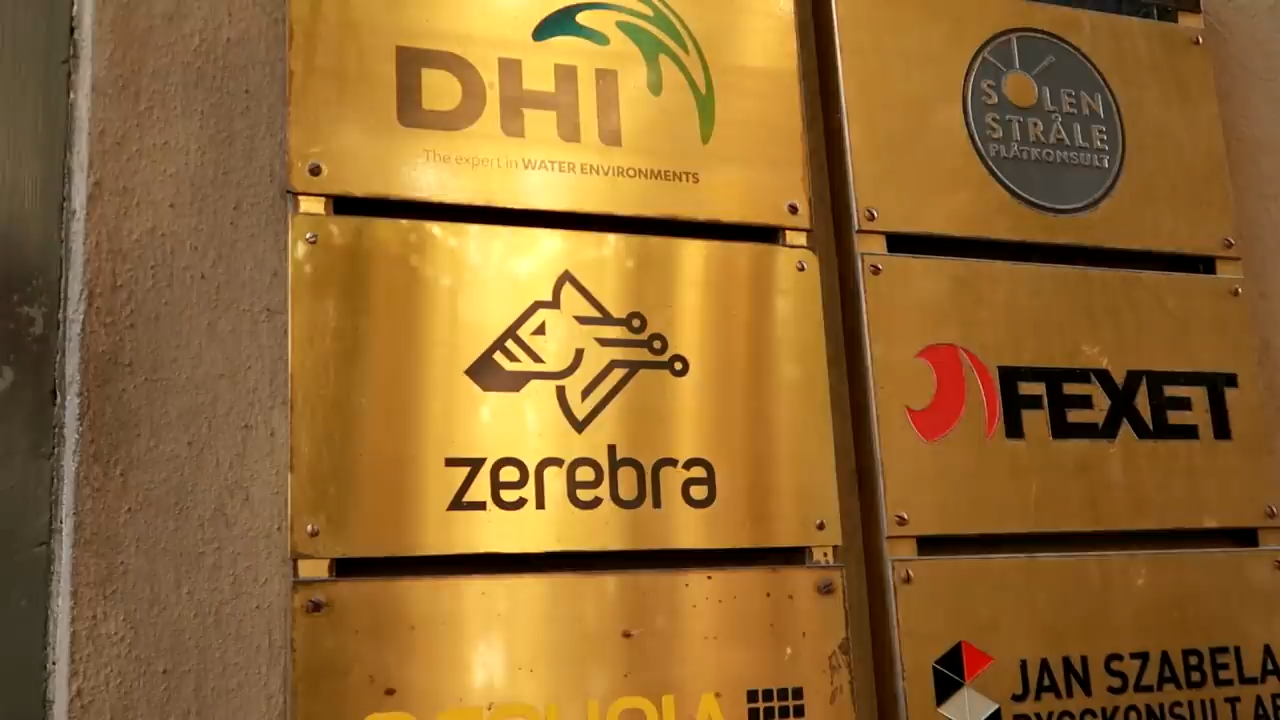 DHI
The expert in WATER ENVIRONMENTS
zerebra
SOLEN
STRÅLE
PLÅTKONSULT
FEXET
JAN SZABELA